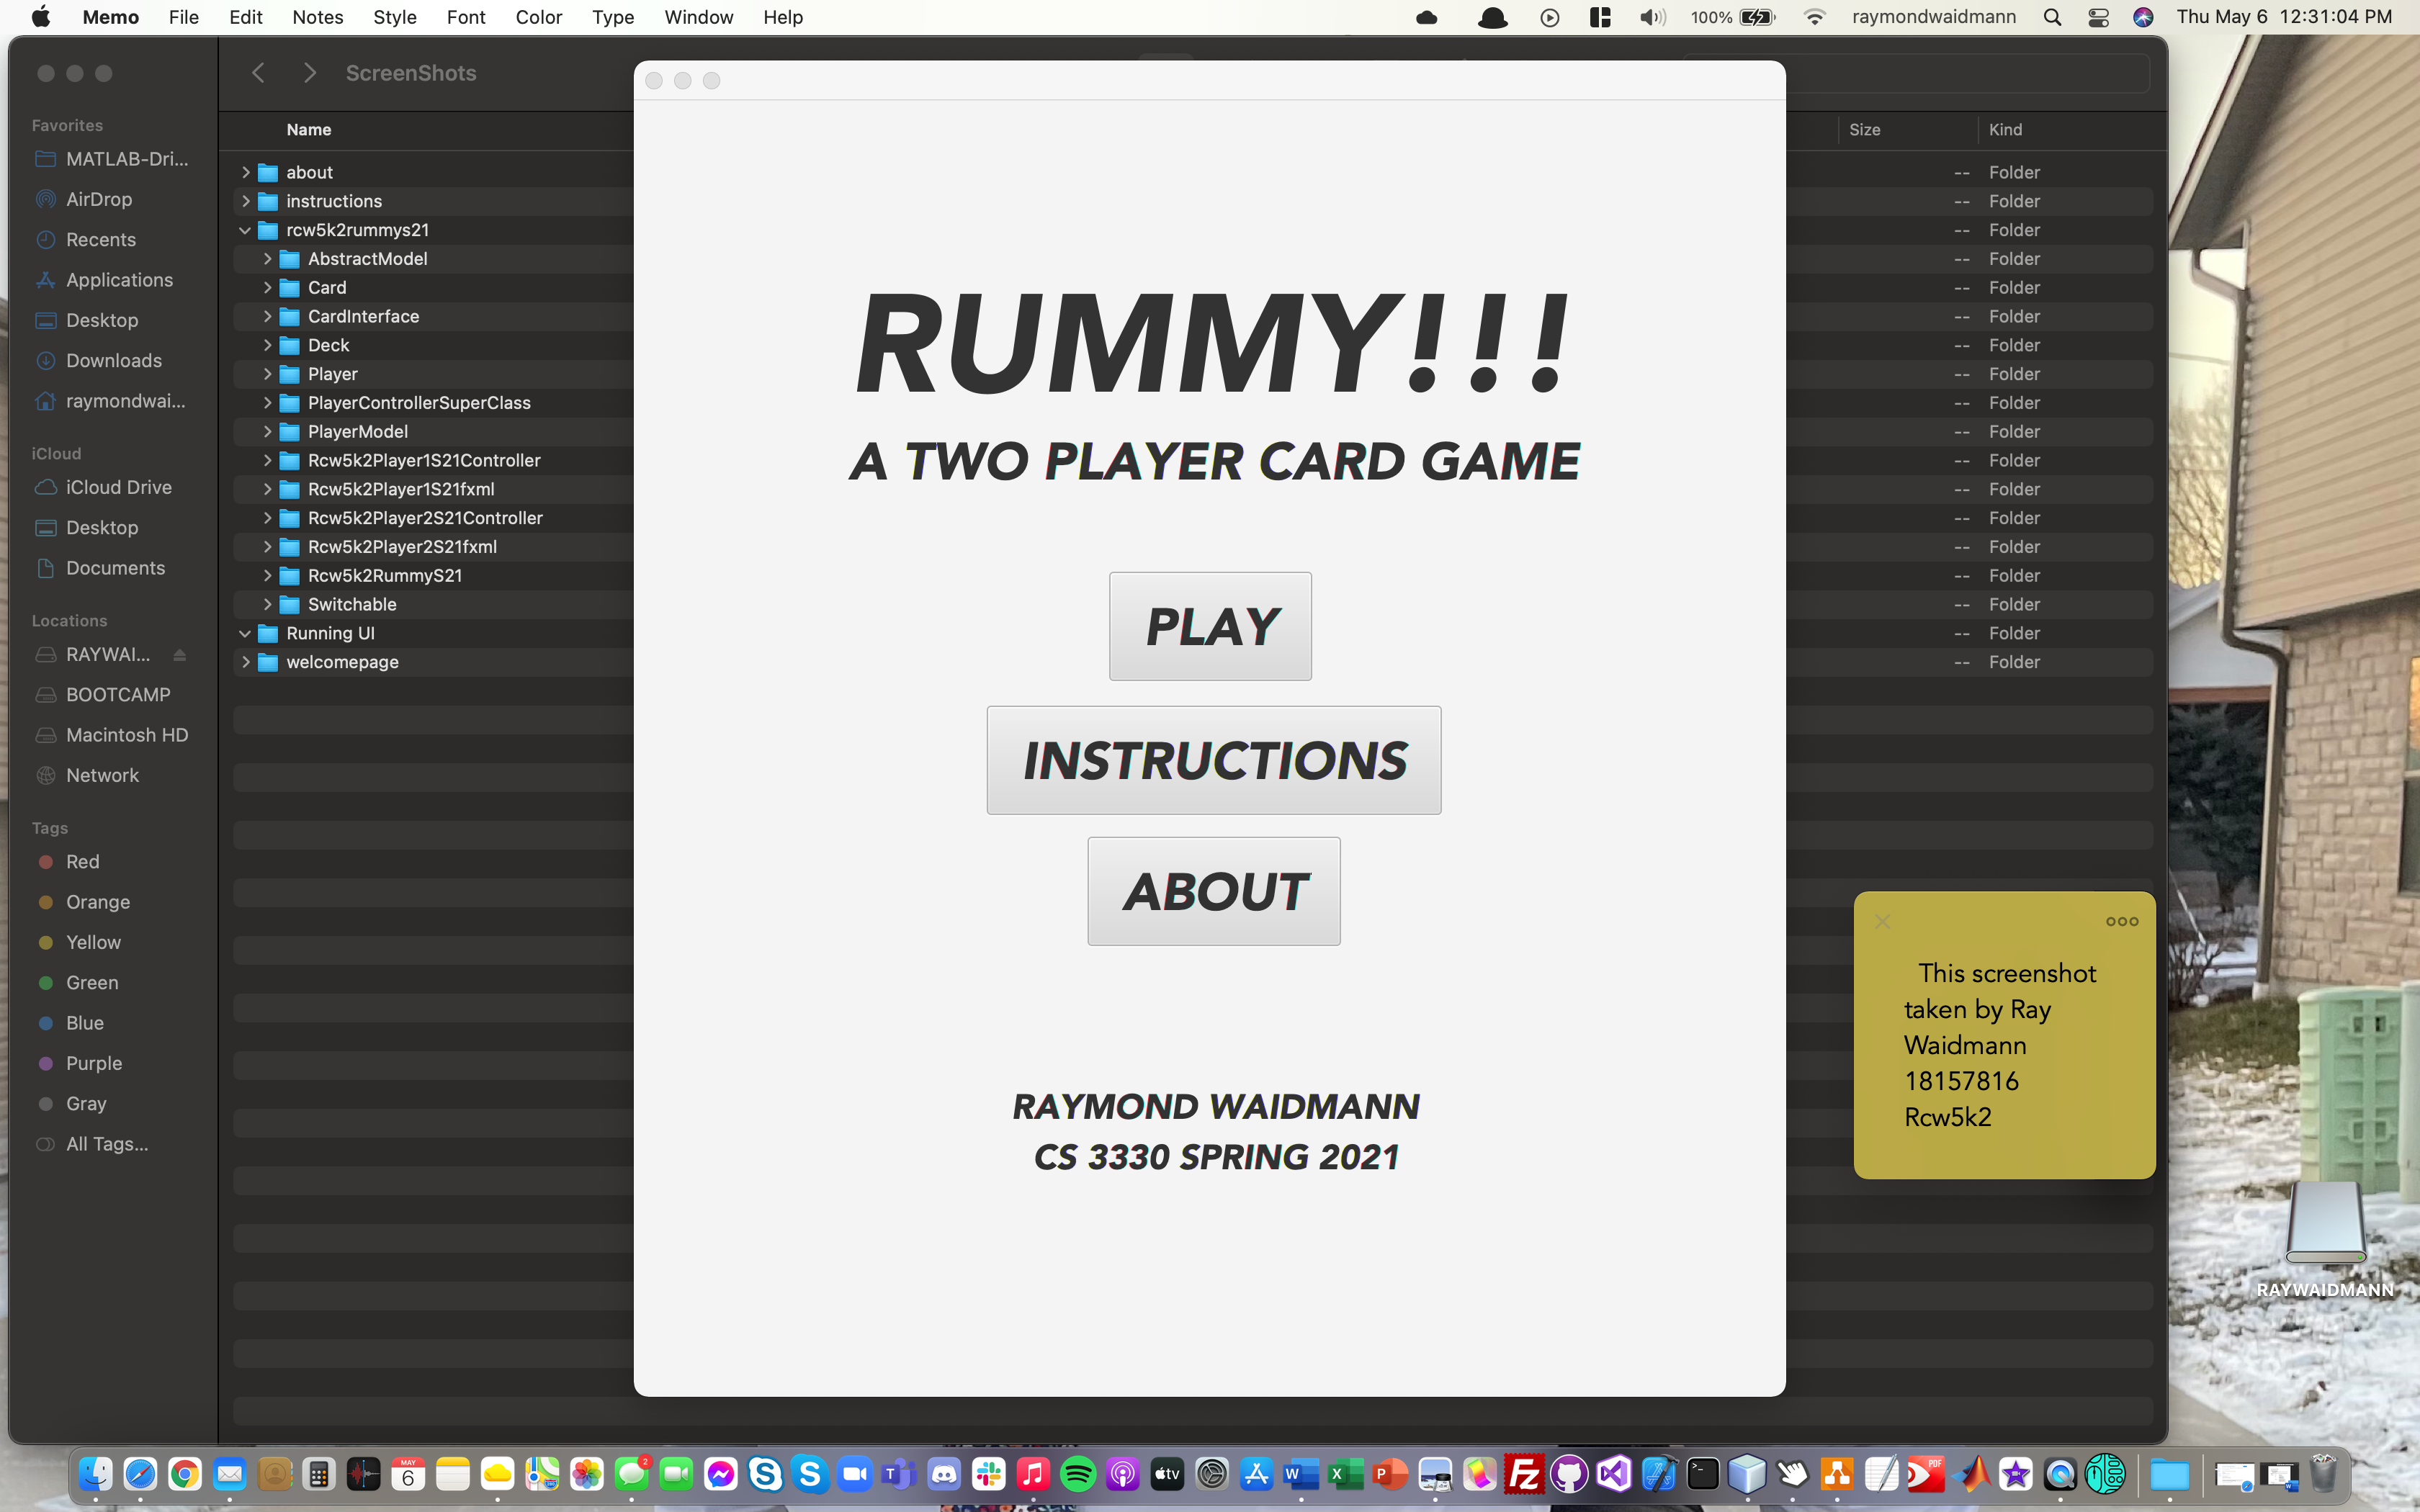 Memo File Edit Notes Style Font Color Type Window Help 100% raymondwaidmann Thu May 6 12:31:04 PM
ScreenShots
Favorites
MATLAB-Dri...
AirDrop
Recents
Applications
Desktop
Downloads
raymondwai...
iCloud
iCloud Drive
Desktop
Documents
Locations
RAYWAI...
BOOTCAMP
Macintosh HD
Network
Tags
Red
Orange
Yellow
Green
Blue
Purple
Gray
All Tags...
Name Size Kind
about -- Folder
instructions -- Folder
rcw5k2rummys21 -- Folder
AbstractModel -- Folder
Card -- Folder
CardInterface -- Folder
Deck -- Folder
Player -- Folder
PlayerControllerSuperClass -- Folder
PlayerModel -- Folder
Rcw5k2Player1S21Controller -- Folder
Rcw5k2Player1S21fxml -- Folder
Rcw5k2Player2S21Controller -- Folder
Rcw5k2Player2S21fxml -- Folder
Rcw5k2RummyS21 -- Folder
Switchable -- Folder
Running UI -- Folder
welcomepage -- Folder
RUMMY!!!
A TWO PLAYER CARD GAME
PLAY
INSTRUCTIONS
ABOUT
RAYMOND WAIDMANN
CS 3330 SPRING 2021
This screenshot
taken by Ray
Waidmann
18157816
Rcw5k2
RAYWAIDMANN
MAY
6
2
T
S
S
tv
W
X
P
Fz
PDF